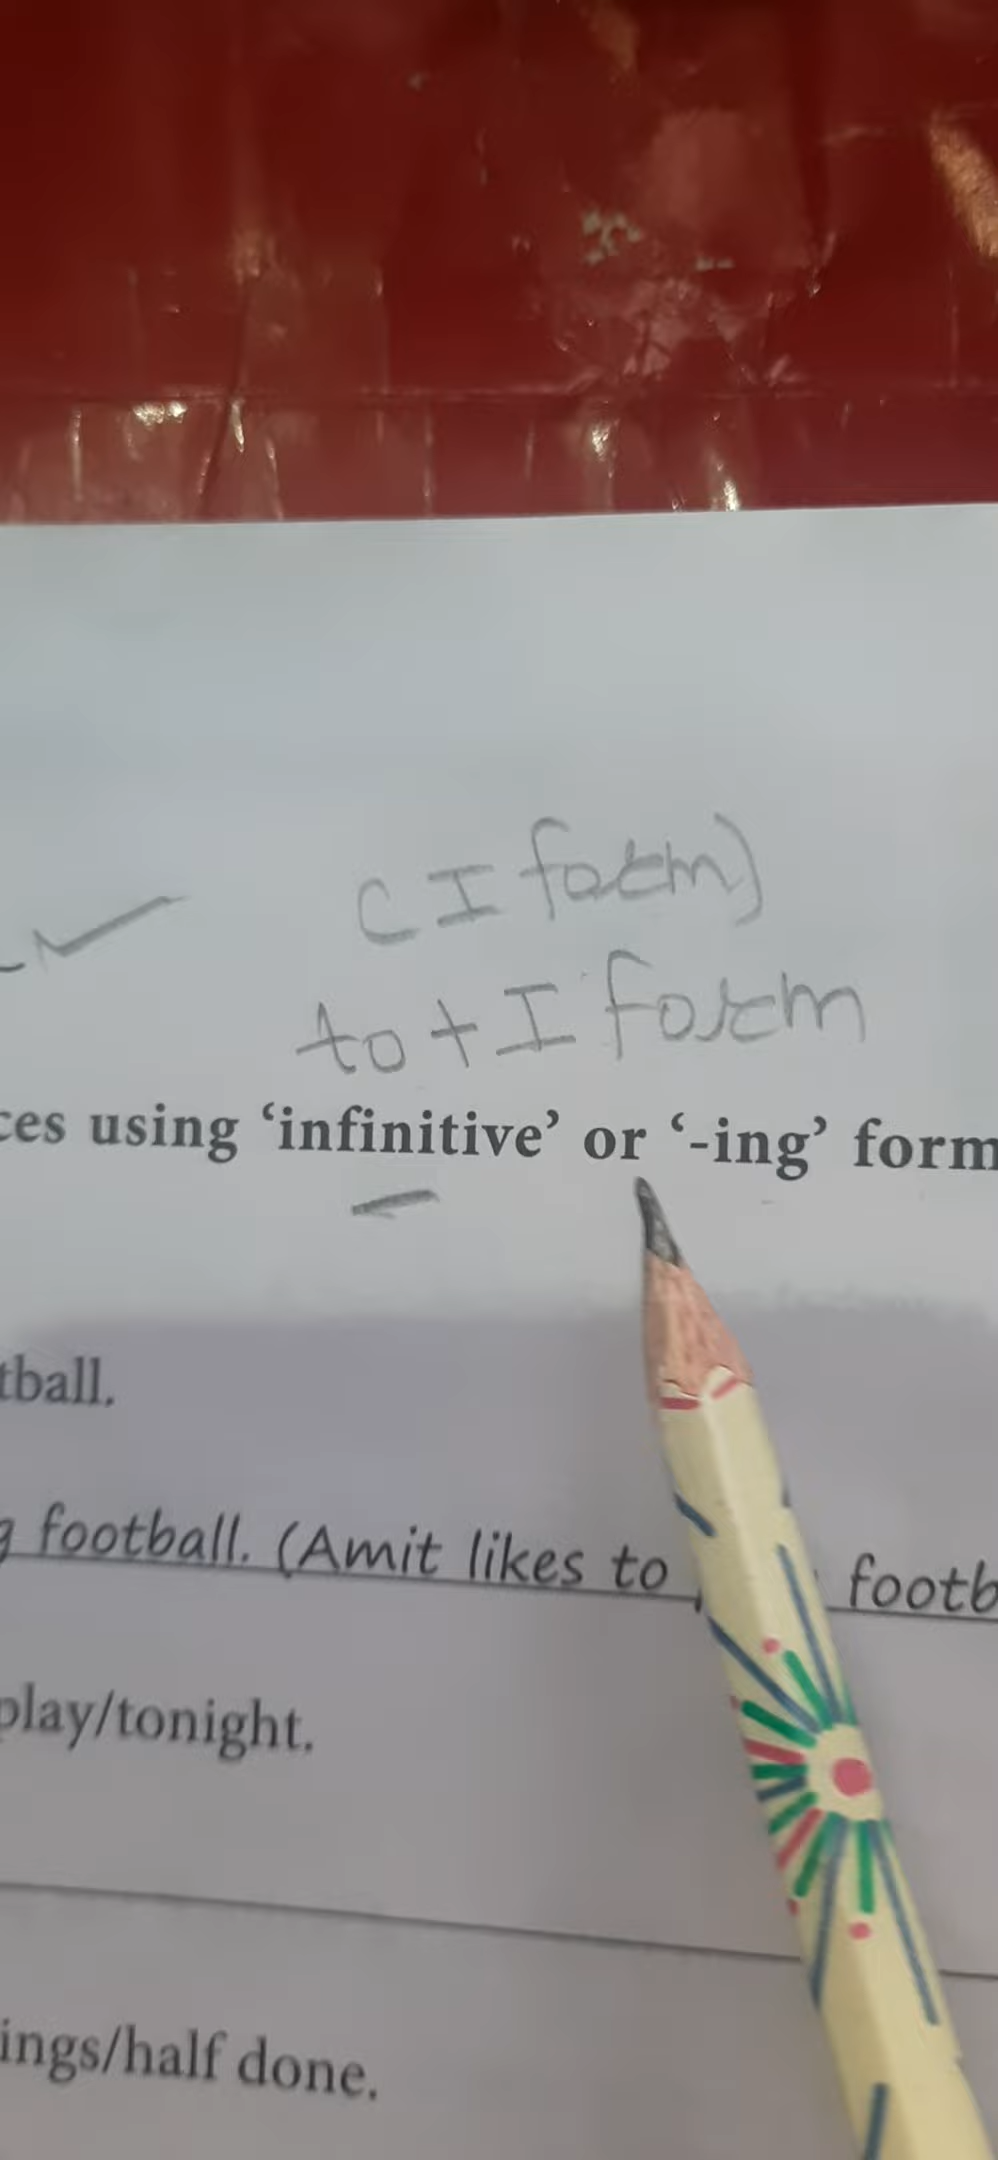 (I form)
to + I form
ces using ‘infinitive’ or ‘-ing’ form
tball.
g football. (Amit likes to footb
play/tonight.
ings/half done.